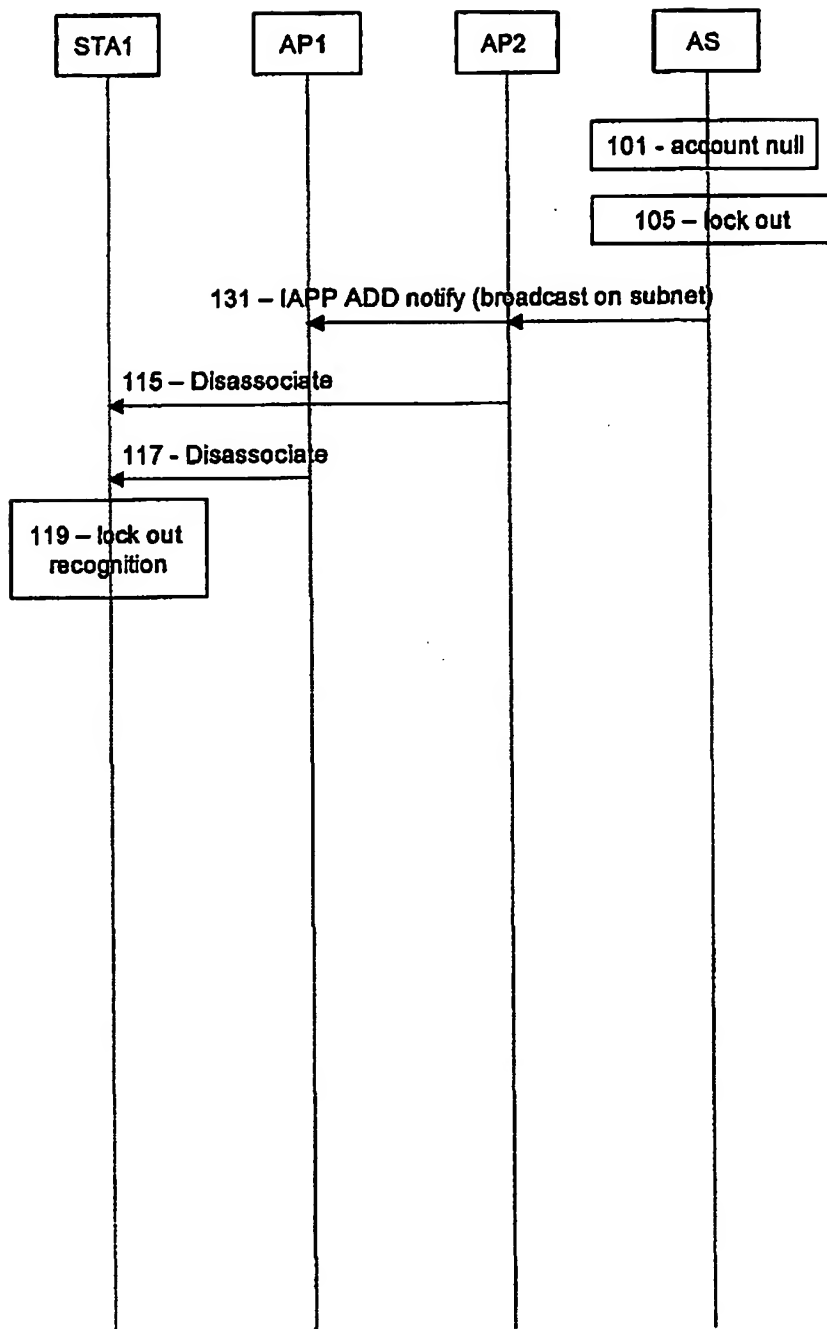 STA1
AP1
AP2
AS
101 - account null
105 – lock out
131 – IAPP ADD notify (broadcast on subnet)
115 – Disassociate
117 - Disassociate
119 – lock out
recognition